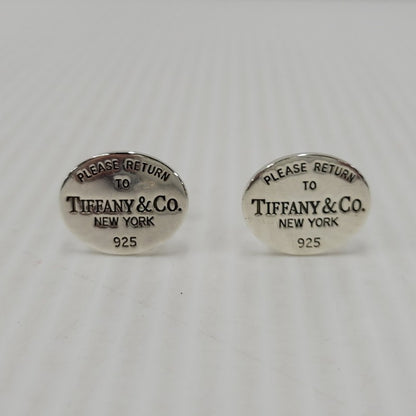 PLEASE RETURN
TO
TIFFANY & CO.
NEW YORK
925
PLEASE RETURN
TO
TIFFANY & CO.
NEW YORK
925